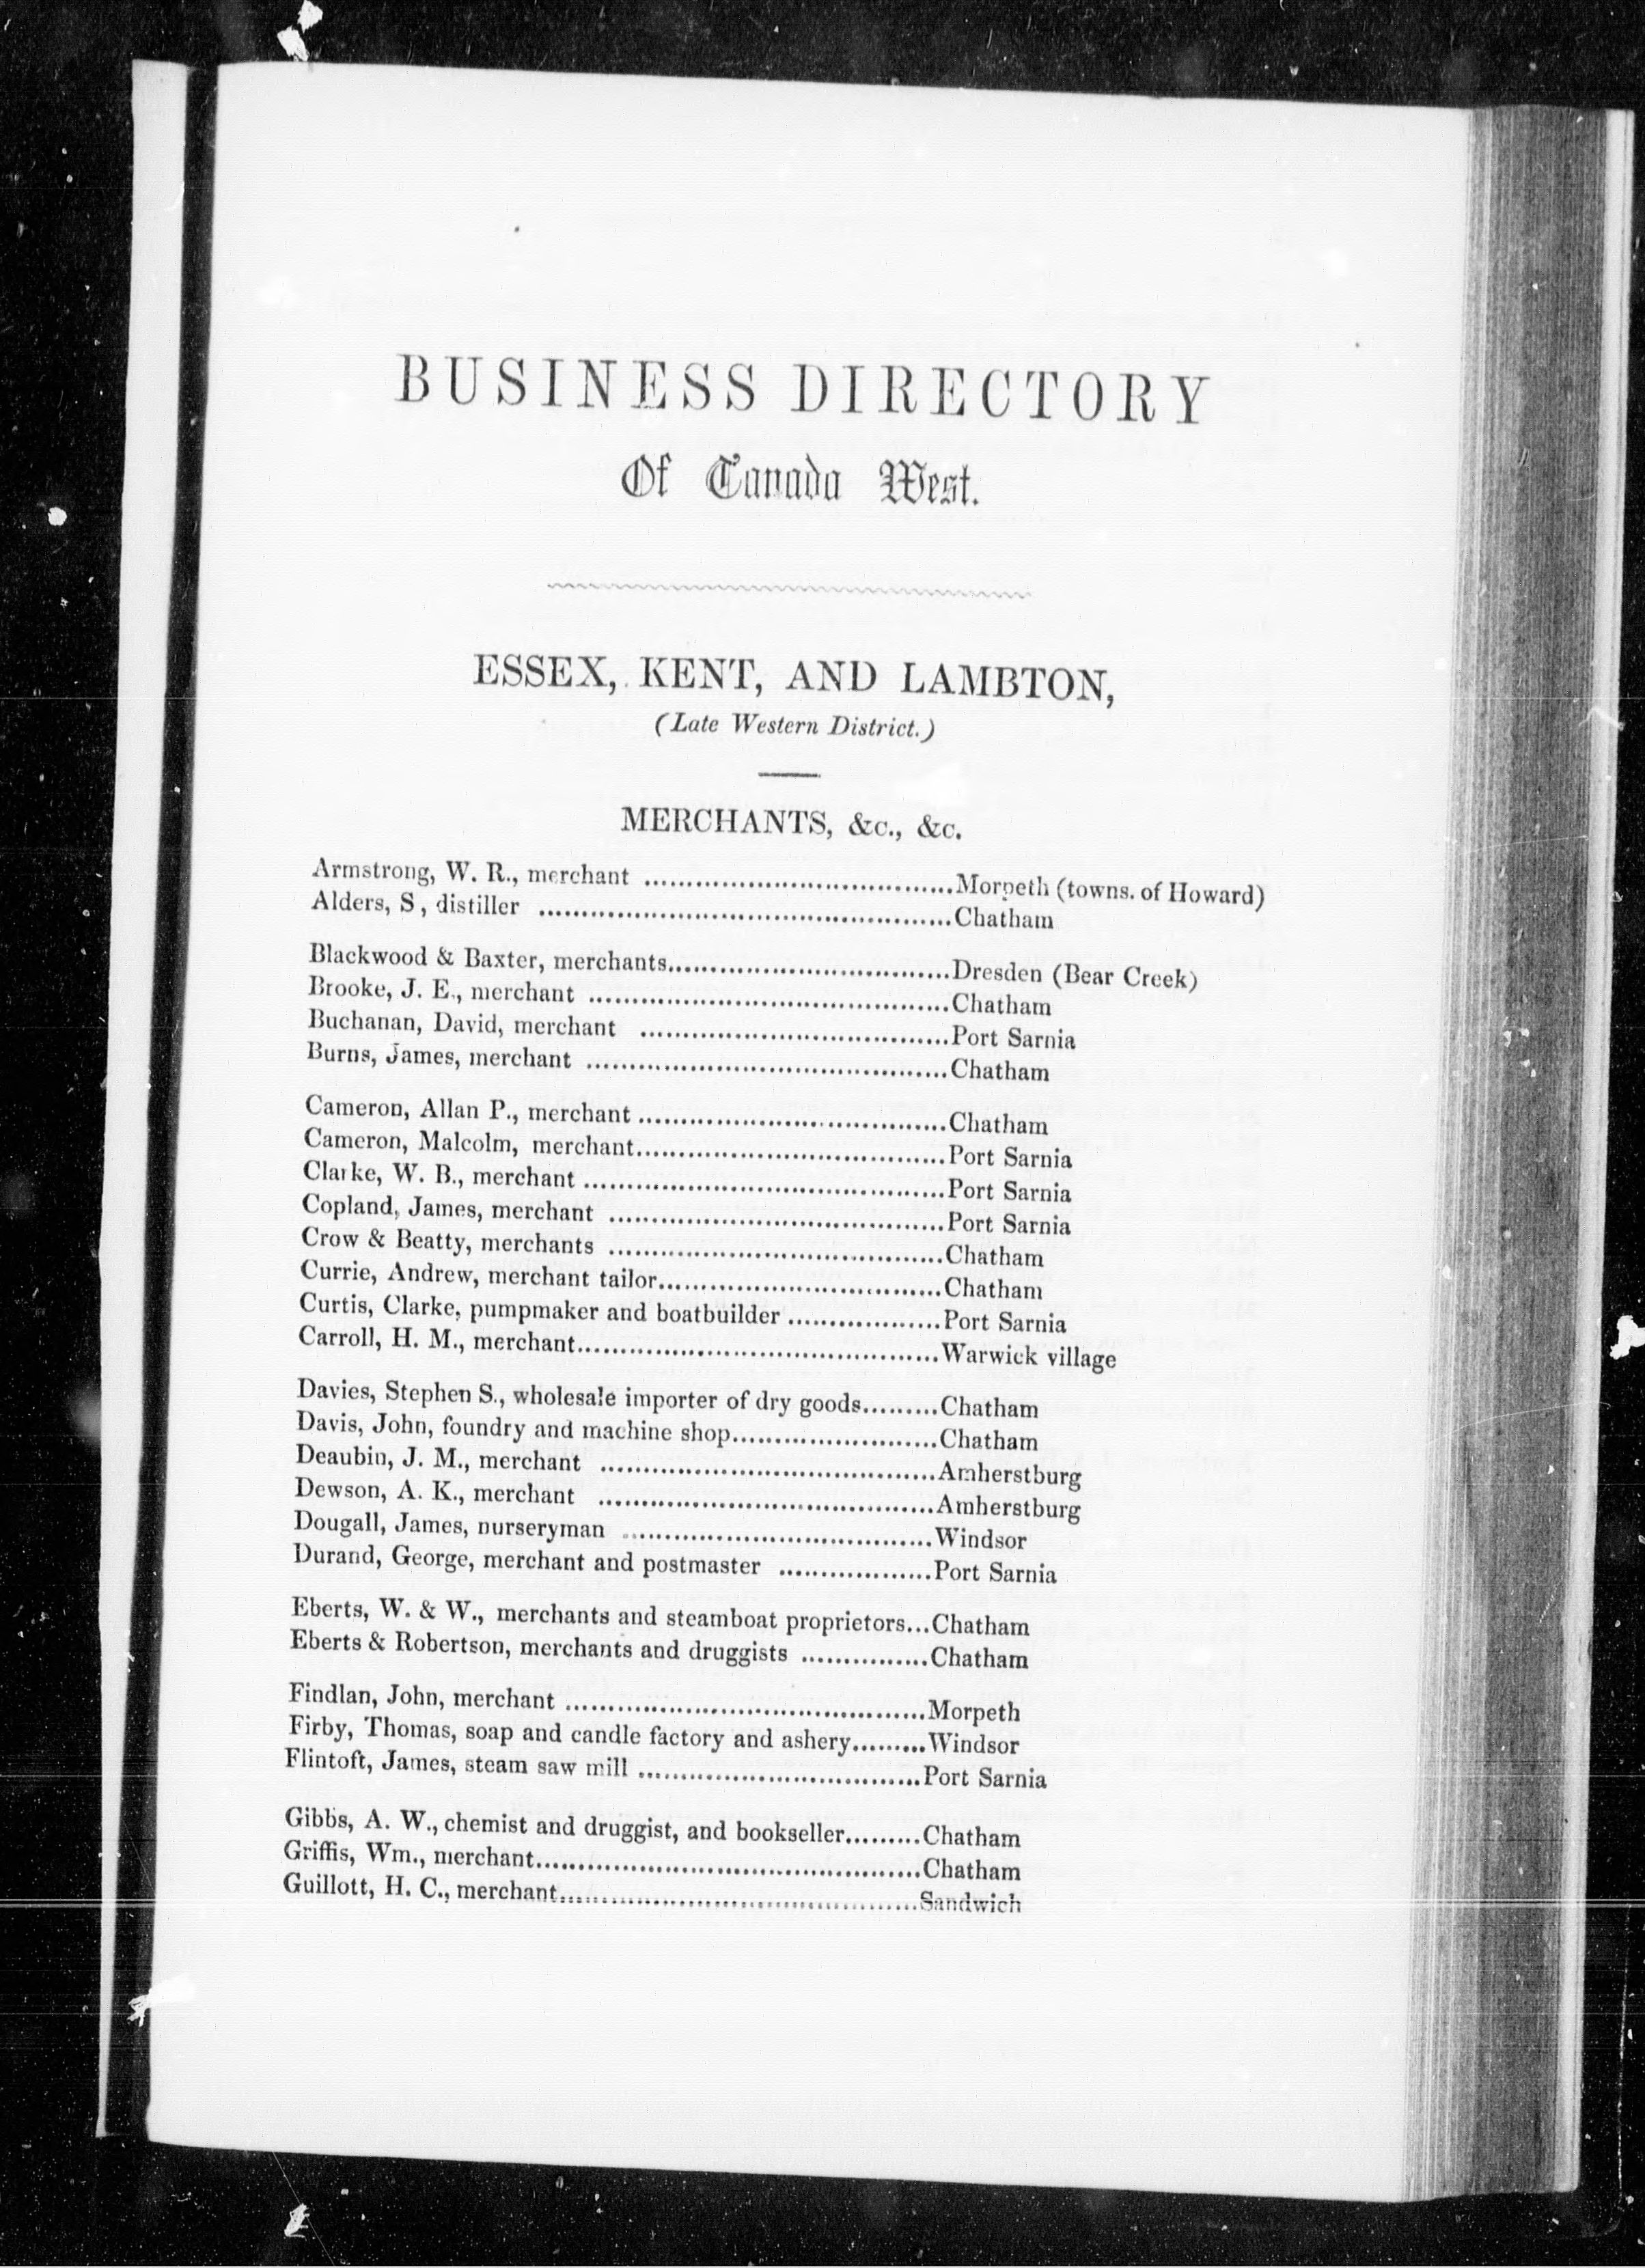 BUSINESS DIRECTORY
Of Canada West.
ESSEX, KENT, AND LAMBTON,
(Late Western District.)
MERCHANTS, &c., &c.
Armstrong, W. R., merchant ....................................Morpeth (towns. of Howard)
Alders, S, distiller ................................................Chatham
Blackwood & Baxter, merchants.................................Dresden (Bear Creek)
Brooke, J. E., merchant ..........................................Chatham
Buchanan, David, merchant ....................................Port Sarnia
Burns, James, merchant ..........................................Chatham
Cameron, Allan P., merchant ....................................Chatham
Cameron, Malcolm, merchant....................................Port Sarnia
Clarke, W. B., merchant ..........................................Port Sarnia
Copland, James, merchant .......................................Port Sarnia
Crow & Beatty, merchants .......................................Chatham
Currie, Andrew, merchant tailor.................................Chatham
Curtis, Clarke, pumpmaker and boatbuilder ..................Port Sarnia
Carroll, H. M., merchant..........................................Warwick village
Davies, Stephen S., wholesale importer of dry goods.........Chatham
Davis, John, foundry and machine shop........................Chatham
Deaubin, J. M., merchant .......................................Amherstburg
Dewson, A. K., merchant .......................................Amherstburg
Dougall, James, nurseryman ....................................Windsor
Durand, George, merchant and postmaster ..................Port Sarnia
Eberts, W. & W., merchants and steamboat proprietors...Chatham
Eberts & Robertson, merchants and druggists ...............Chatham
Findlan, John, merchant ..........................................Morpeth
Firby, Thomas, soap and candle factory and ashery.........Windsor
Flintoft, James, steam saw mill .................................Port Sarnia
Gibbs, A. W., chemist and druggist, and bookseller.........Chatham
Griffis, Wm., merchant.............................................Chatham
Guillott, H. C., merchant..........................................Sandwich